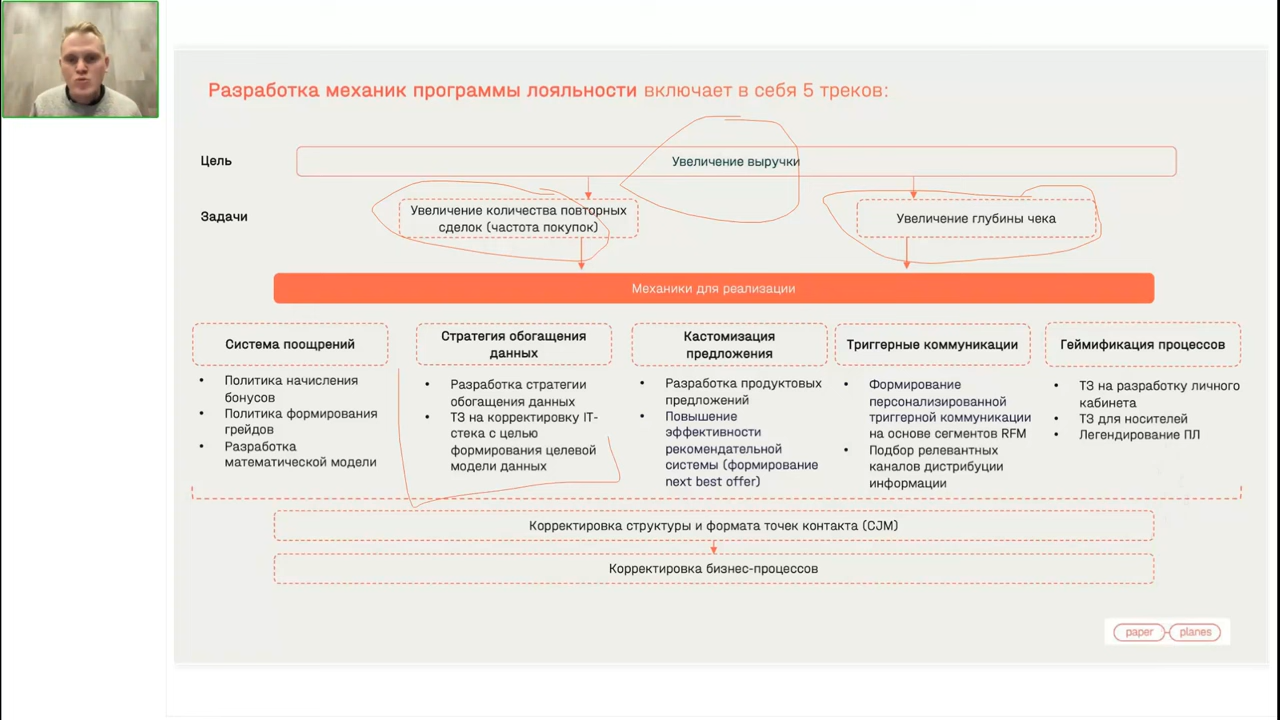 Разработка механик программы лояльности включает в себя 5 треков:
Цель
Увеличение выручки
Задачи
Увеличение количества повторных
сделок (частота покупок)
Увеличение глубины чека
Механики для реализации
Система поощрений
• Политика начисления
бонусов
• Политика формирования
грейдов
• Разработка
математической модели
Стратегия обогащения
данных
• Разработка стратегии
обогащения данных
• ТЗ на корректировку IT-
стека с целью
формирования целевой
модели данных
Кастомизация
предложения
• Разработка продуктовых
предложений
• Повышение
эффективности
рекомендательной
системы (формирование
next best offer)
Триггерные коммуникации
• Формирование
персонализированной
триггерной коммуникации
на основе сегментов RFM
• Подбор релевантных
каналов дистрибуции
информации
Геймификация процессов
• ТЗ на разработку личного
кабинета
• ТЗ для носителей
• Легендирование ПЛ
Корректировка структуры и формата точек контакта (CJM)
Корректировка бизнес-процессов
paper planes